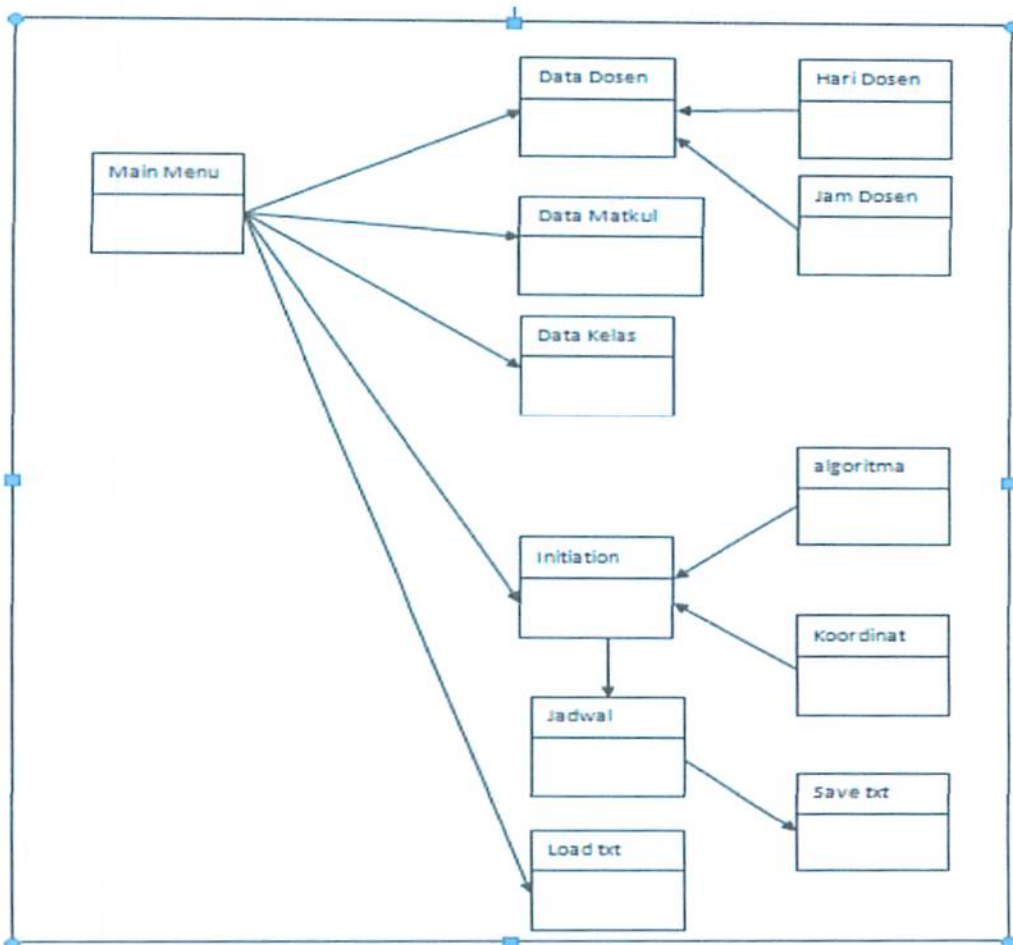 Data Dosen
Hari Dosen
Main Menu
Jam Dosen
Data Matkul
Data Kelas
algoritma
Initiation
Koordinat
Jadwal
Save txt
Load txt